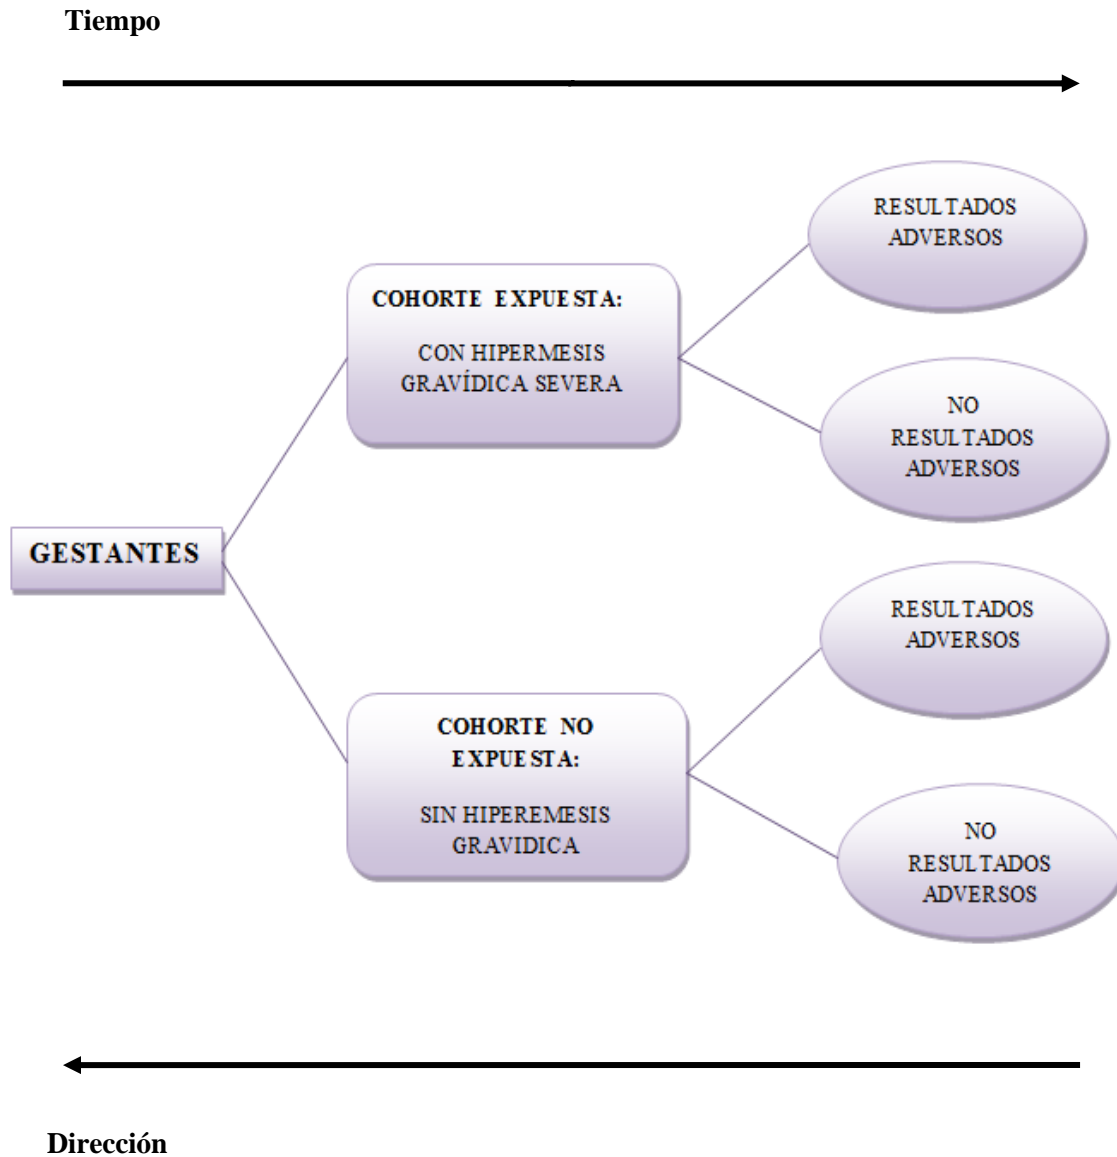 Tiempo
RESULTADOS
ADVERSOS
COHORTE EXPUESTA:
CON HIPERMESIS
GRAVÍDICA SEVERA
NO
RESULTADOS
ADVERSOS
GESTANTES
RESULTADOS
ADVERSOS
COHORTE NO
EXPUESTA:
SIN HIPEREMESIS
GRAVIDICA
NO
RESULTADOS
ADVERSOS
Dirección